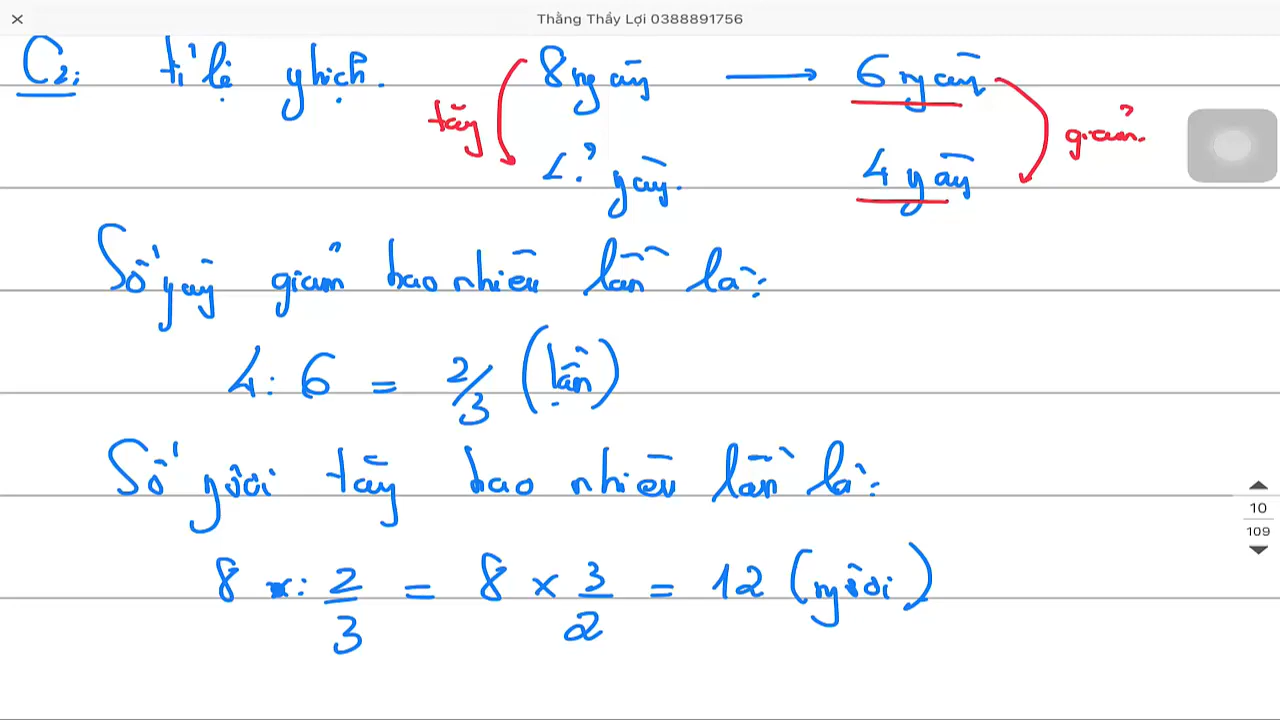 Thằng Thầy Lợi 0388891756
C2: tỉ lệ nghịch. 8 người → 6 ngày
tăng giảm.
? người. 4 ngày
Số ngày giảm bao nhiêu lần là:
4 : 6 = 2/3 (lần)
Số người tăng bao nhiêu lần là:
8 : 2/3 = 8 × 3/2 = 12 (người)
10
109